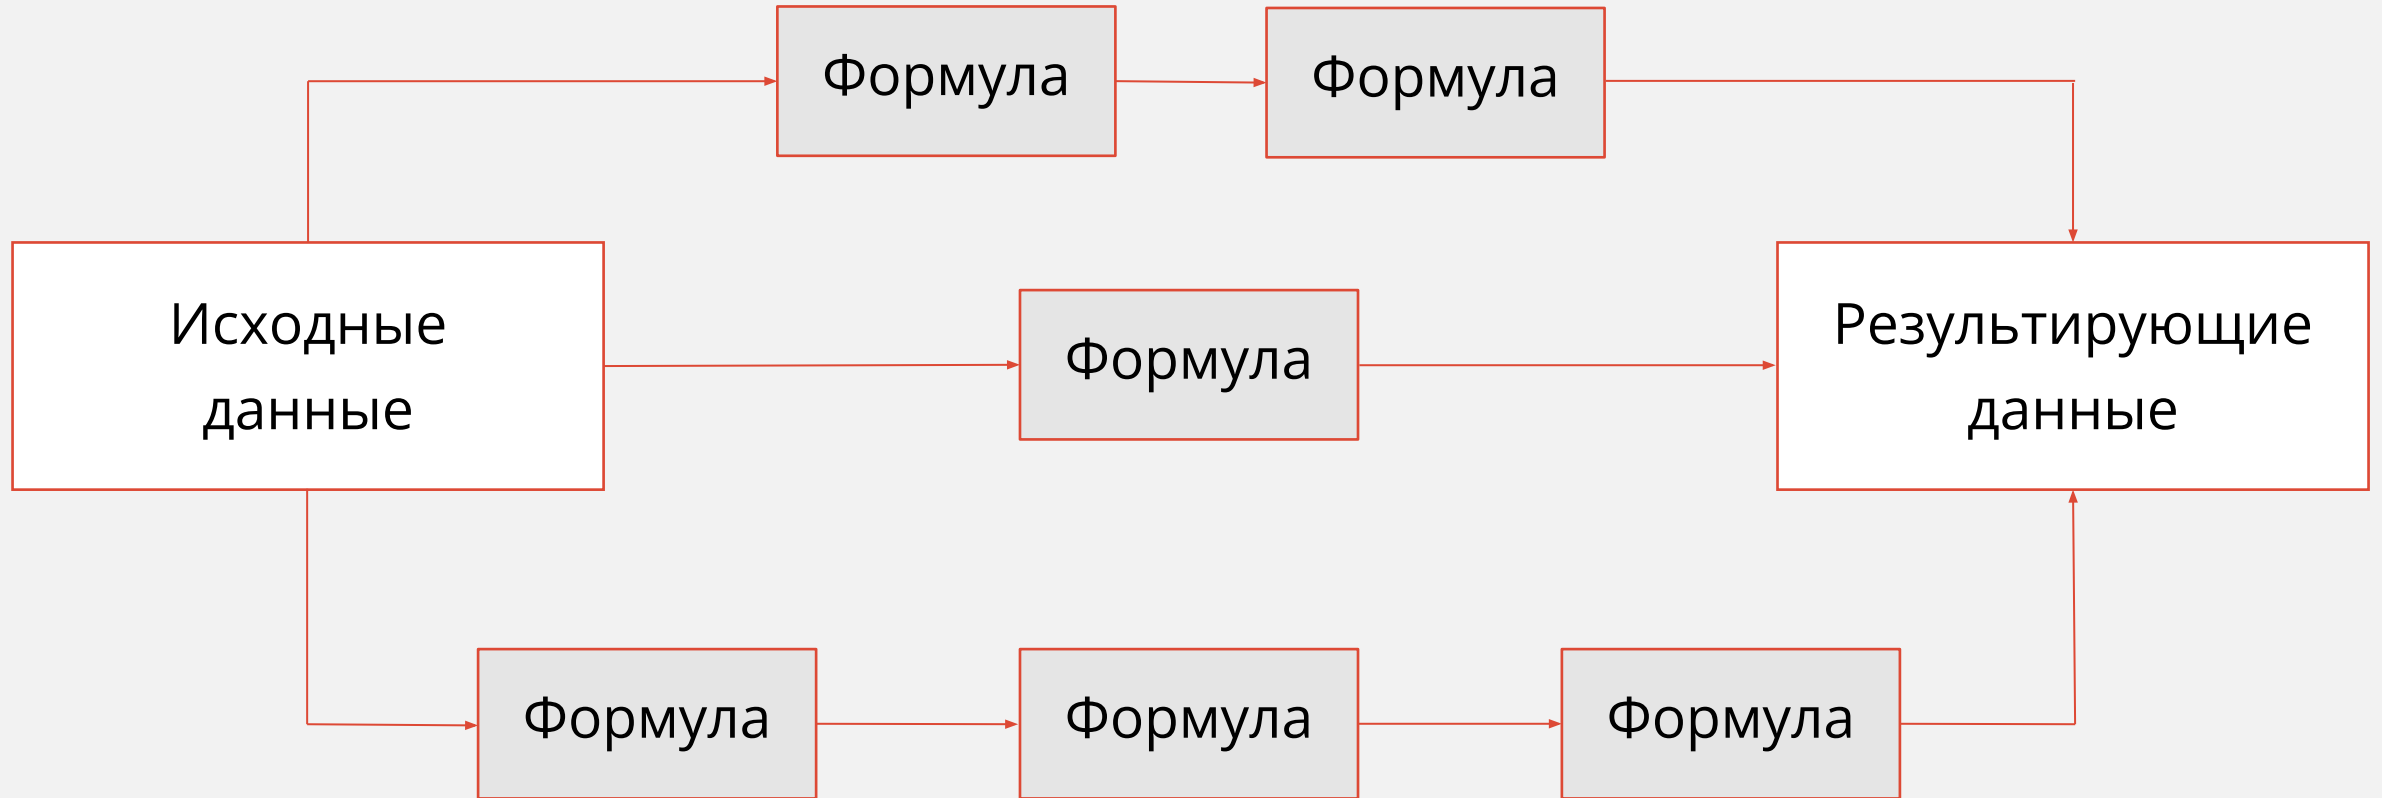 Формула
Формула
Исходные
данные
Формула
Результирующие
данные
Формула
Формула
Формула